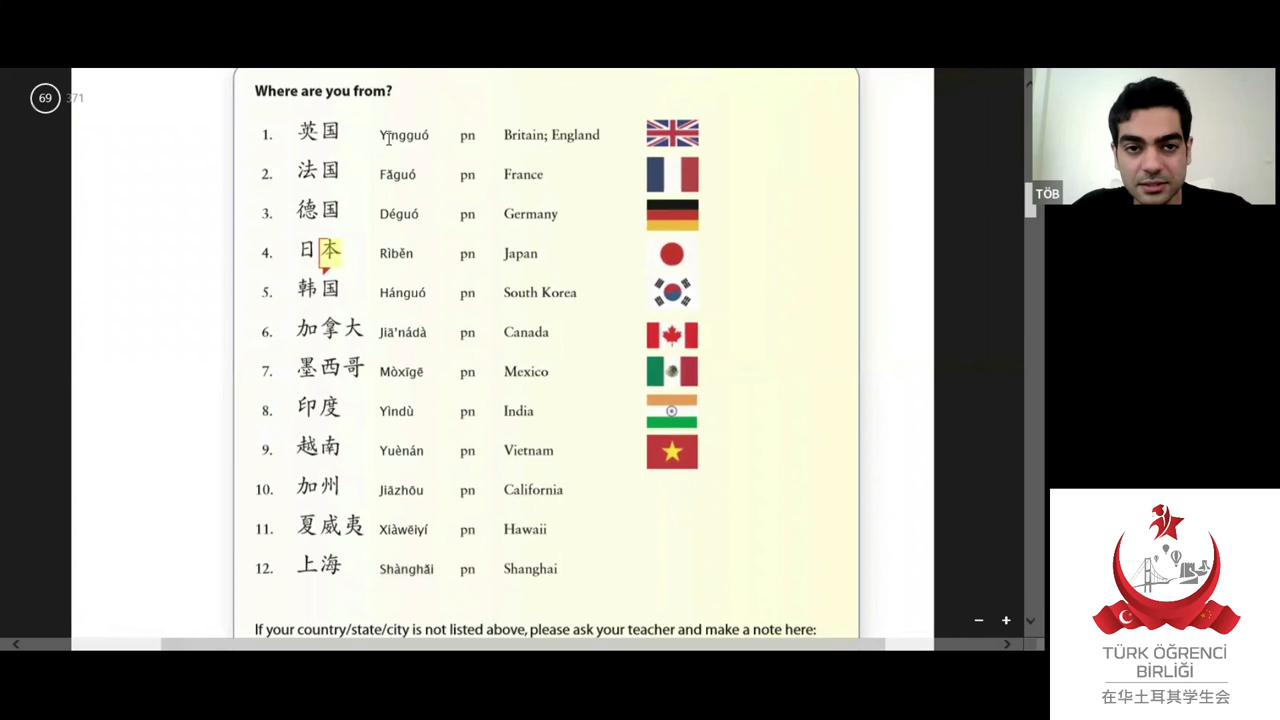 69 371
Where are you from?
1. 英国 Yīngguó pn Britain; England
2. 法国 Fǎguó pn France
3. 德国 Déguó pn Germany
4. 日本 Rìběn pn Japan
5. 韩国 Hánguó pn South Korea
6. 加拿大 Jiā'nádà pn Canada
7. 墨西哥 Mòxīgē pn Mexico
8. 印度 Yìndù pn India
9. 越南 Yuènán pn Vietnam
10. 加州 Jiāzhōu pn California
11. 夏威夷 Xiàwēiyí pn Hawaii
12. 上海 Shànghǎi pn Shanghai
If your country/state/city is not listed above, please ask your teacher and make a note here:
TÖB
TÜRK ÖĞRENCİ
BİRLİĞİ
在华土耳其学生会